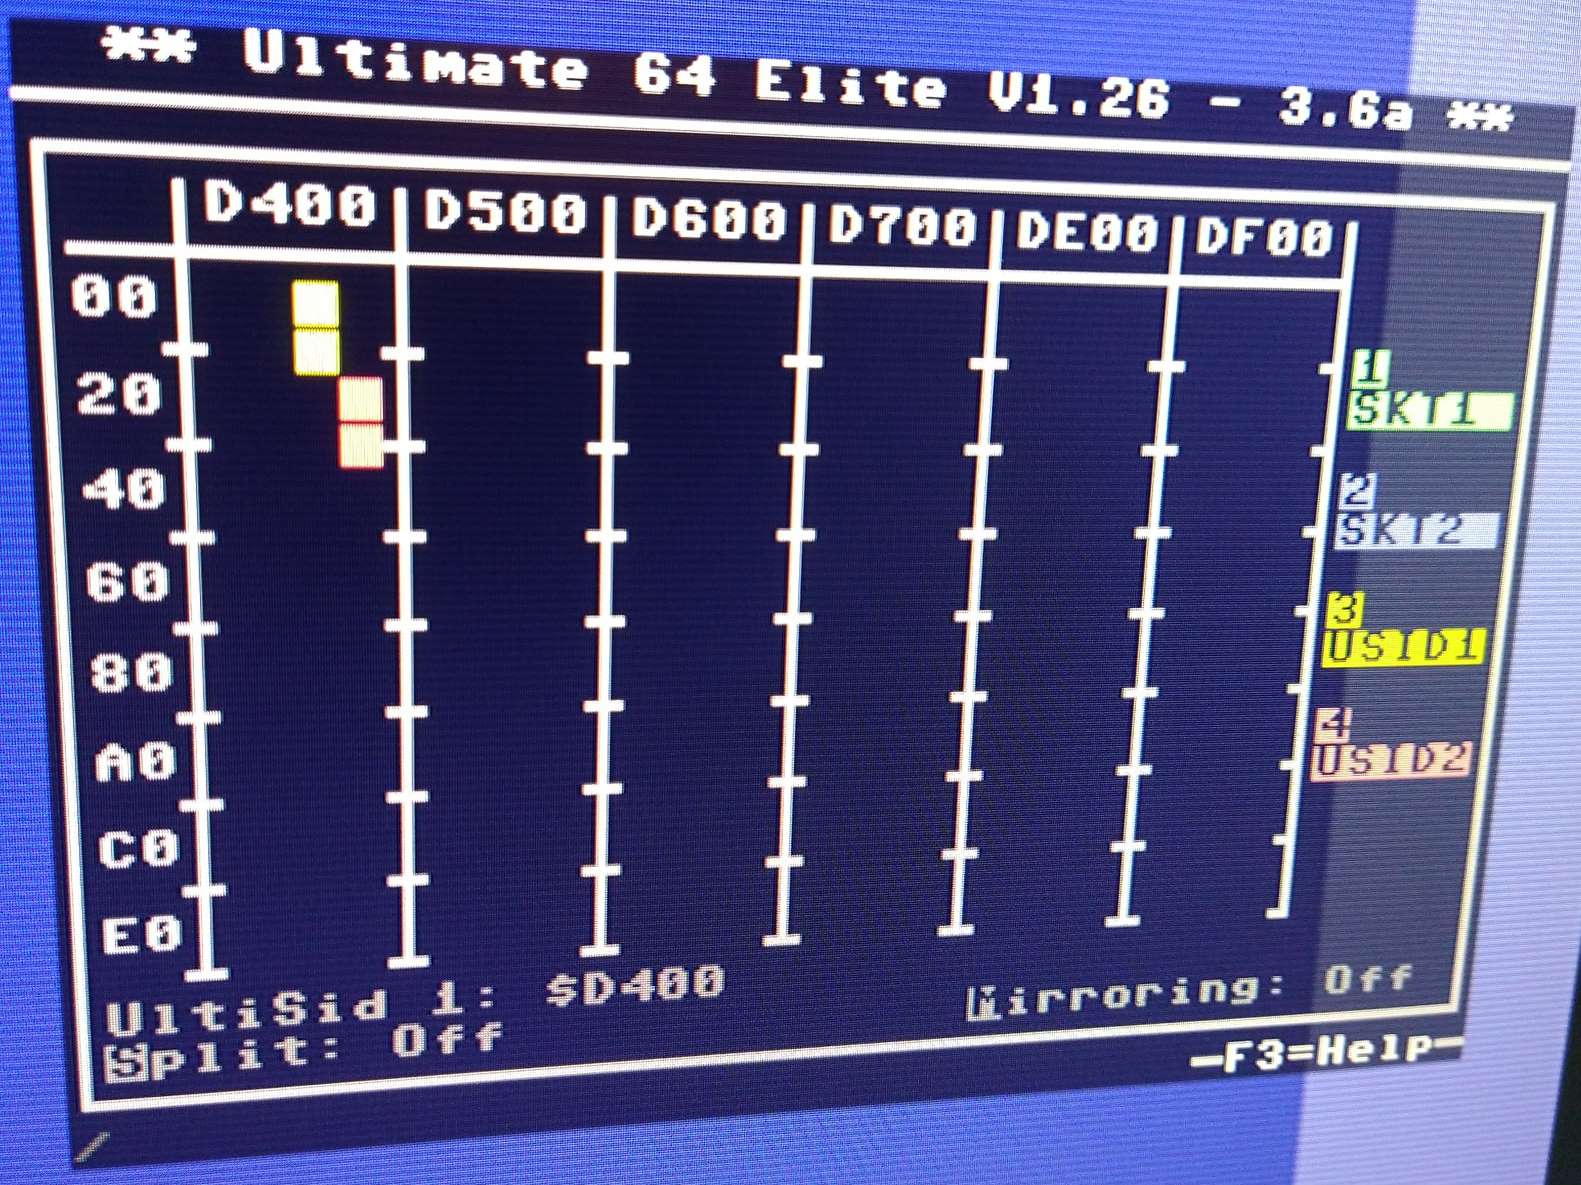 ** Ultimate 64 Elite V1.26 - 3.6a **
D400 D500 D600 D700 DE00 DF00
00
20
40
60
80
A0
C0
E0
1
SKT1
2
SKT2
3
USID1
4
USID2
UltiSid 1: $D400
Mirroring: Off
Split: Off
F3=Help